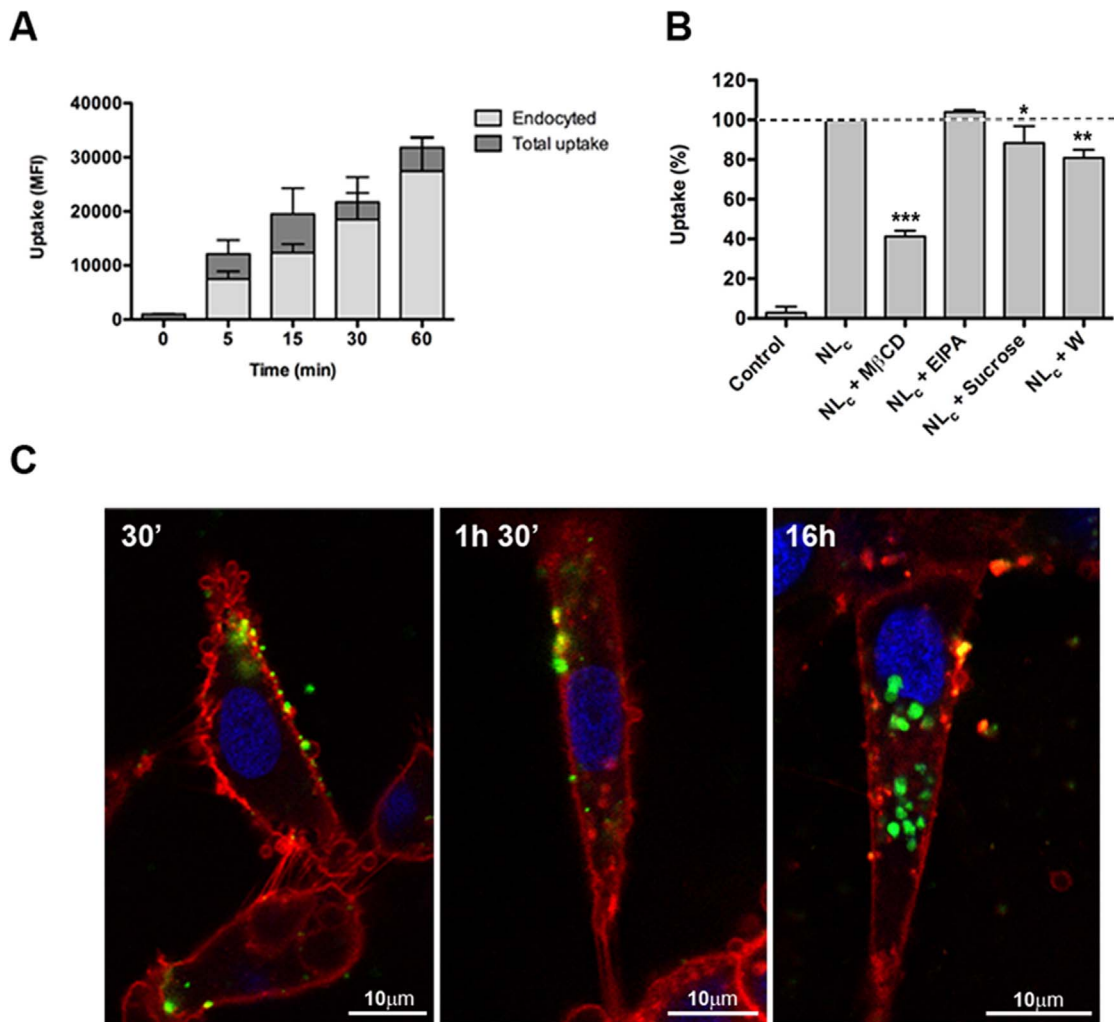 A
Uptake (MFI)
40000
30000
20000
10000
0
0 5 15 30 60
Time (min)
Endocyted
Total uptake
B
Uptake (%)
120
100
80
60
40
20
0
***
*
**
Control
NLc
NLc + MβCD
NLc + EIPA
NLc + Sucrose
NLc + W
C
30’
10μm
1h 30’
10μm
16h
10μm